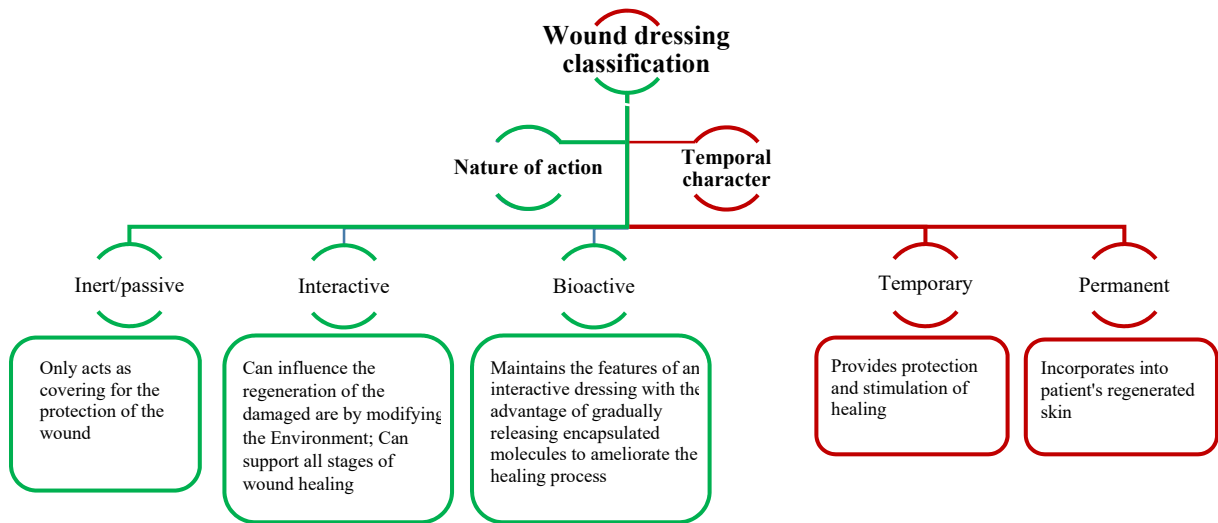 Wound dressing
classification
Nature of action
Temporal
character
Inert/passive
Interactive
Bioactive
Temporary
Permanent
Only acts as
covering for the
protection of the
wound
Can influence the
regeneration of the
damaged are by modifying
the Environment; Can
support all stages of
wound healing
Maintains the features of an
interactive dressing with the
advantage of gradually
releasing encapsulated
molecules to ameliorate the
healing process
Provides protection
and stimulation of
healing
Incorporates into
patient's regenerated
skin